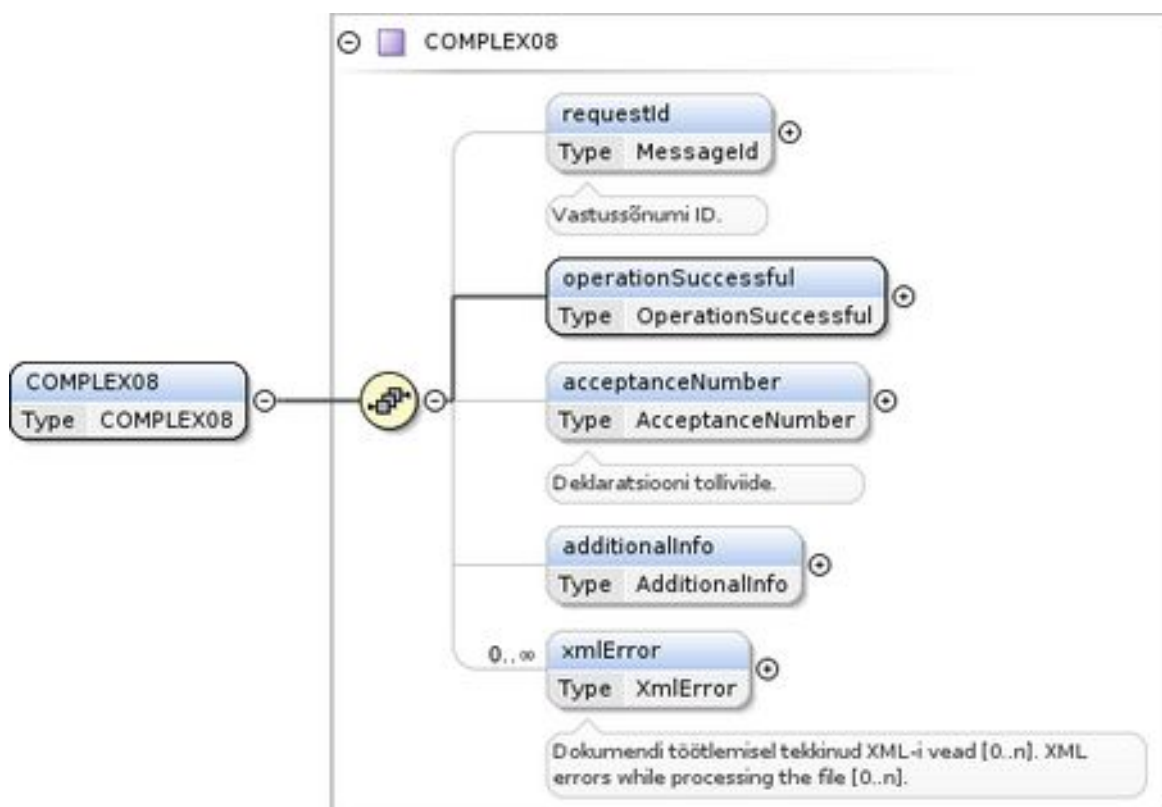 COMPLEX08
requestId
Type MessageId
Vastussõnumi ID.
operationSuccessful
Type OperationSuccessful
COMPLEX08
Type COMPLEX08
acceptanceNumber
Type AcceptanceNumber
Deklaratsiooni tolliviide.
additionalInfo
Type AdditionalInfo
0..∞
xmlError
Type XmlError
Dokumendi töötlemisel tekkinud XML-i vead [0..n]. XML
errors while processing the file [0..n].